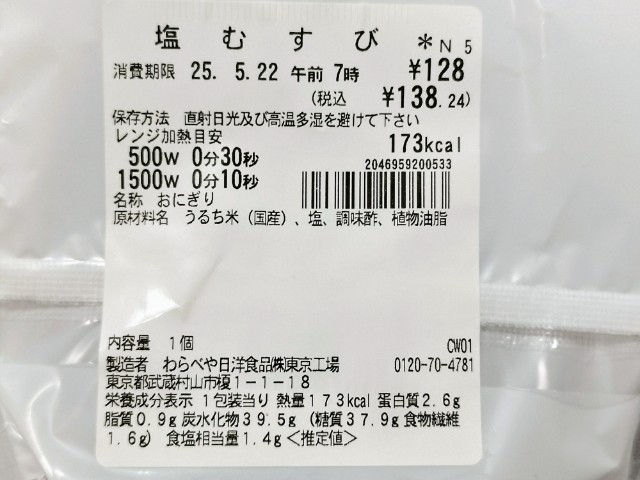 塩むすび *N 5
消費期限 25. 5.22 午前 7時 ¥128
(税込 ¥138.24)
保存方法 直射日光及び高温多湿を避けて下さい
レンジ加熱目安 173kcal
500W 0分30秒 2046959200533
1500W 0分10秒
名称 おにぎり
原材料名 うるち米(国産)、塩、調味酢、植物油脂
内容量 1個 CW01
製造者 わらべや日洋食品㈱東京工場 0120-70-4781
東京都武蔵村山市榎1-1-18
栄養成分表示 1包装当り 熱量173kcal 蛋白質2.6g
脂質0.9g 炭水化物39.5g (糖質37.9g 食物繊維
1.6g) 食塩相当量1.4g<推定値>